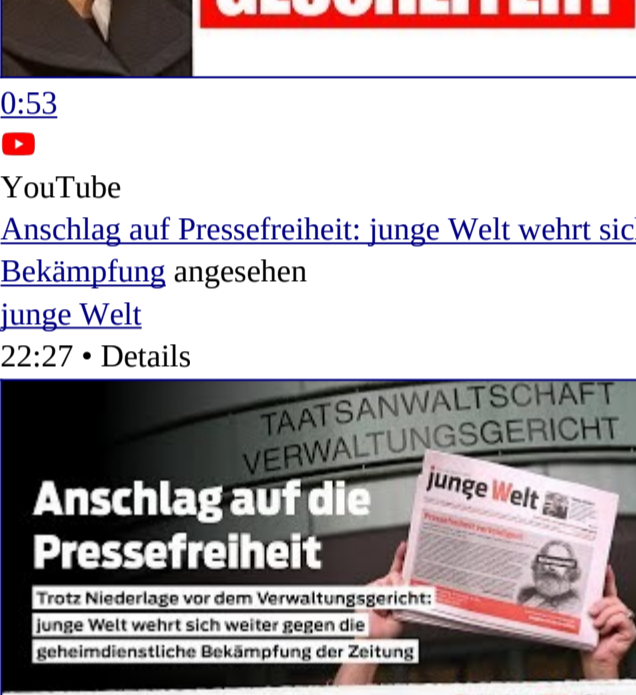 0:53
YouTube
Anschlag auf Pressefreiheit: junge Welt wehrt
Bekämpfung angesehen
junge Welt
22:27 • Details
TAATSANWALTSCHAFT
VERWALTUNGSGERICHT
junge Welt
Anschlag auf die
Pressefreiheit
Trotz Niederlage vor dem Verwaltungsgericht:
junge Welt wehrt sich weiter gegen die
geheimdienstliche Bekämpfung der Zeitung